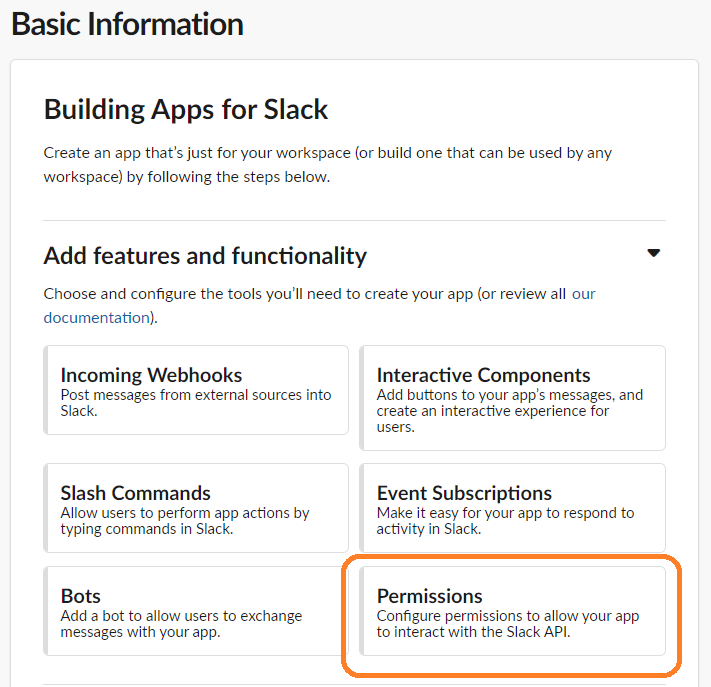 Basic Information
Building Apps for Slack
Create an app that’s just for your workspace (or build one that can be used by any
workspace) by following the steps below.
Add features and functionality
Choose and configure the tools you’ll need to create your app (or review all our
documentation).
Incoming Webhooks
Post messages from external sources into
Slack.
Interactive Components
Add buttons to your app’s messages, and
create an interactive experience for
users.
Slash Commands
Allow users to perform app actions by
typing commands in Slack.
Event Subscriptions
Make it easy for your app to respond to
activity in Slack.
Bots
Add a bot to allow users to exchange
messages with your app.
Permissions
Configure permissions to allow your app
to interact with the Slack API.